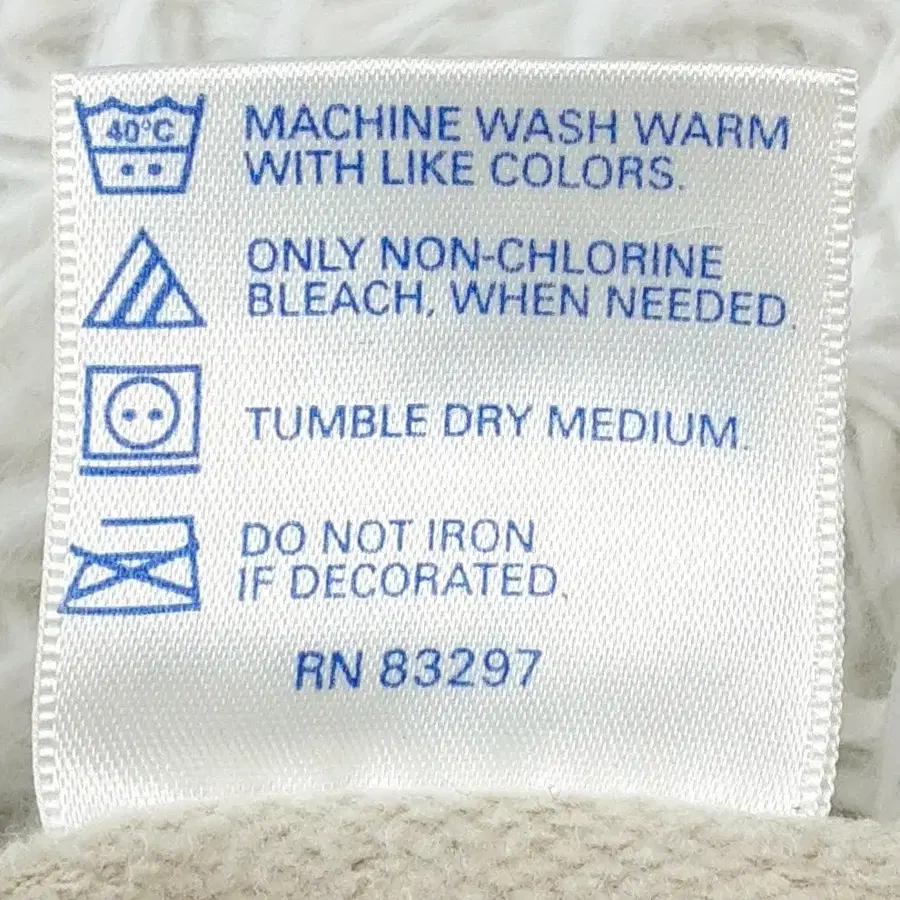 40°C
MACHINE WASH WARM
WITH LIKE COLORS.
ONLY NON-CHLORINE
BLEACH, WHEN NEEDED.
TUMBLE DRY MEDIUM.
DO NOT IRON
IF DECORATED.
RN 83297